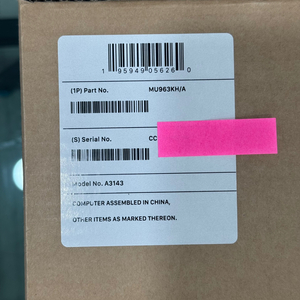 1 95949 05626 0
(1P) Part No. MU963KH/A
(S) Serial No. CC
Model No. A3143
COMPUTER ASSEMBLED IN CHINA,
OTHER ITEMS AS MARKED THEREON.